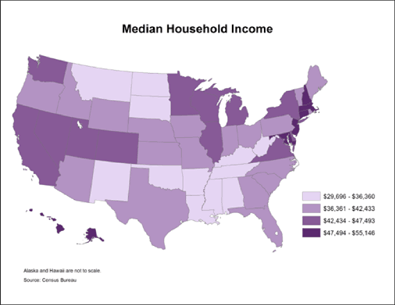 Median Household Income
$29,696 - $36,360
$36,361 - $42,433
$42,434 - $47,493
$47,494 - $55,146
Alaska and Hawaii are not to scale
Source: Census Bureau